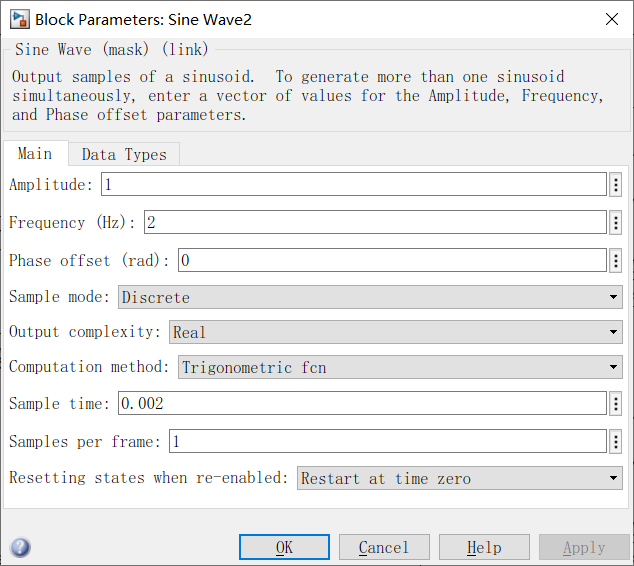 Block Parameters: Sine Wave2
Sine Wave (mask) (link)
Output samples of a sinusoid.  To generate more than one sinusoid
simultaneously, enter a vector of values for the Amplitude, Frequency,
and Phase offset parameters.
Main Data Types
Amplitude: 1
Frequency (Hz): 2
Phase offset (rad): 0
Sample mode: Discrete
Output complexity: Real
Computation method: Trigonometric fcn
Sample time: 0.002
Samples per frame: 1
Resetting states when re-enabled: Restart at time zero
? OK Cancel Help Apply